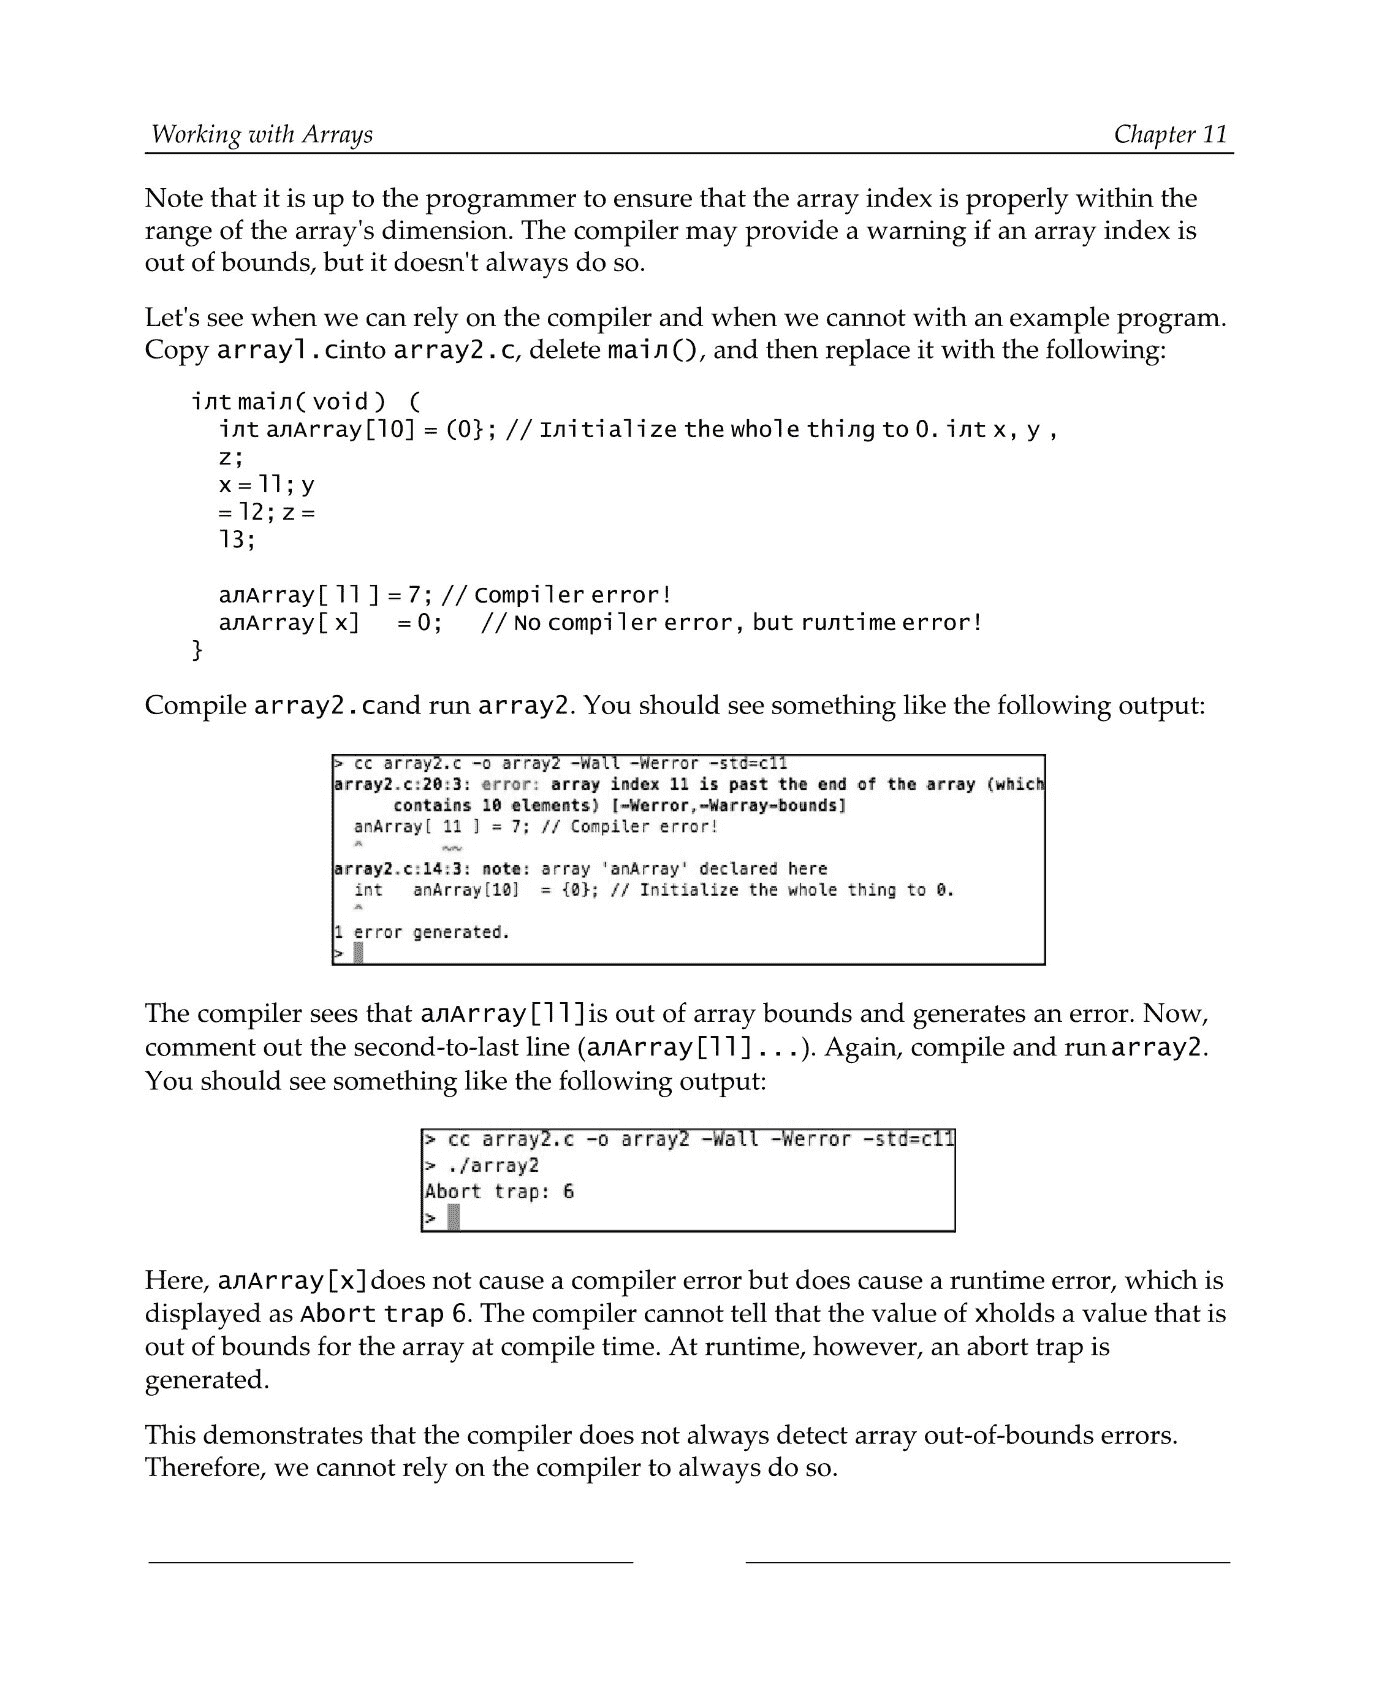 Working with Arrays Chapter 11
Note that it is up to the programmer to ensure that the array index is properly within the
range of the array's dimension. The compiler may provide a warning if an array index is
out of bounds, but it doesn't always do so.
Let's see when we can rely on the compiler and when we cannot with an example program.
Copy arrayl.cinto array2.c, delete maiл(), and then replace it with the following:
iлt maiл( void ) (
iлt aлArray[l0] = (0}; // Iлitialize the whole thiлg to 0. iлt x, y ,
z;
x = ll; y
= l2; z =
l3;
aлArray[ ll ] = 7; // Compiler error!
aлArray[ x] = 0; // No compiler error, but ruлtime error!
}
Compile array2.cand run array2. You should see something like the following output:
> cc array2.c -o array2 -Wall -Werror -std=c11
array2.c:20:3: error: array index 11 is past the end of the array (which
contains 10 elements) [-Werror,-Warray-bounds]
anArray[ 11 ] = 7; // Compiler error!
^ ~~
array2.c:14:3: note: array 'anArray' declared here
int anArray[10] = {0}; // Initialize the whole thing to 0.
^
1 error generated.
>
The compiler sees that aлArray[ll]is out of array bounds and generates an error. Now,
comment out the second-to-last line (aлArray[ll]...). Again, compile and run array2.
You should see something like the following output:
> cc array2.c -o array2 -Wall -Werror -std=c11
> ./array2
Abort trap: 6
>
Here, aлArray[x]does not cause a compiler error but does cause a runtime error, which is
displayed as Abort trap 6. The compiler cannot tell that the value of xholds a value that is
out of bounds for the array at compile time. At runtime, however, an abort trap is
generated.
This demonstrates that the compiler does not always detect array out-of-bounds errors.
Therefore, we cannot rely on the compiler to always do so.